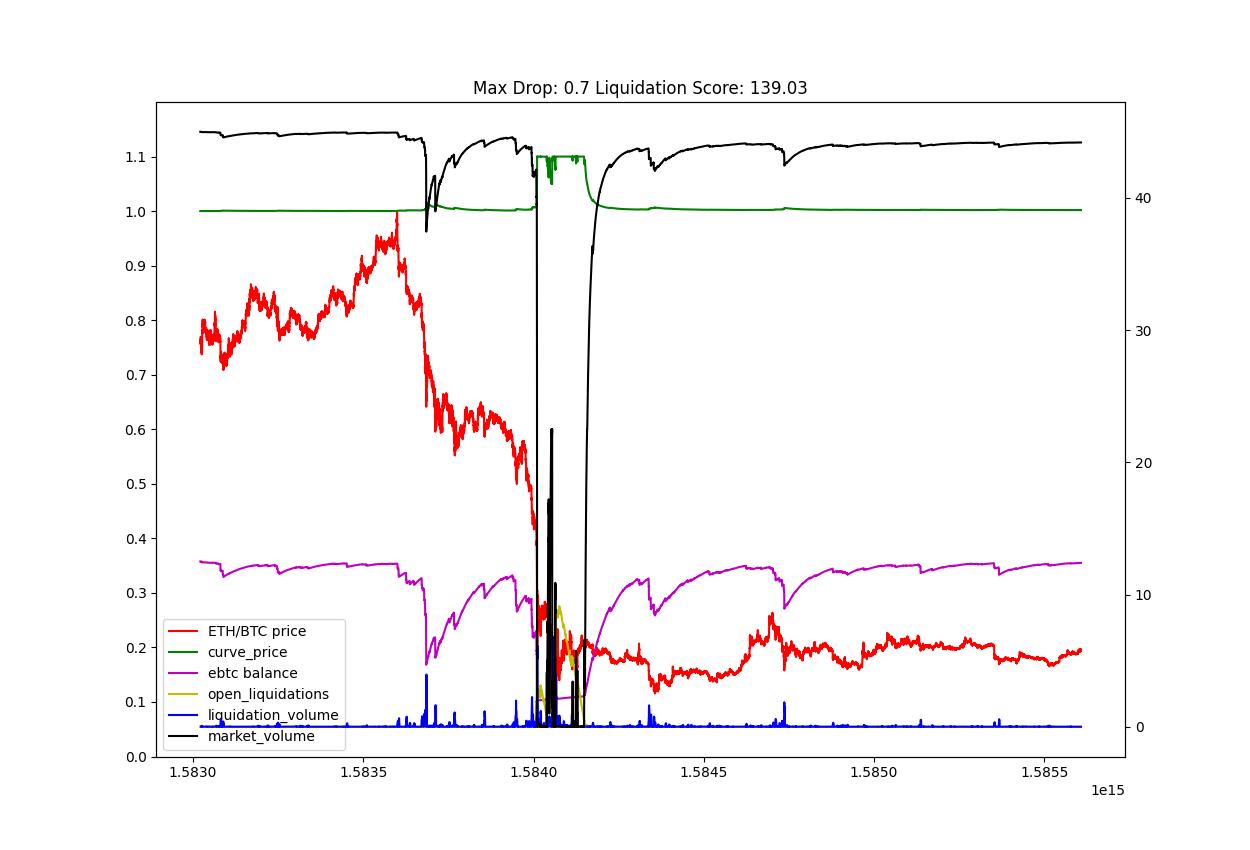 Max Drop: 0.7 Liquidation Score: 139.03
1.1
1.0
0.9
0.8
0.7
0.6
0.5
0.4
0.3
0.2
0.1
0.0
40
30
20
10
0
ETH/BTC price
curve_price
ebtc balance
open_liquidations
liquidation_volume
market_volume
1.5830
1.5835
1.5840
1.5845
1.5850
1.5855
1e15